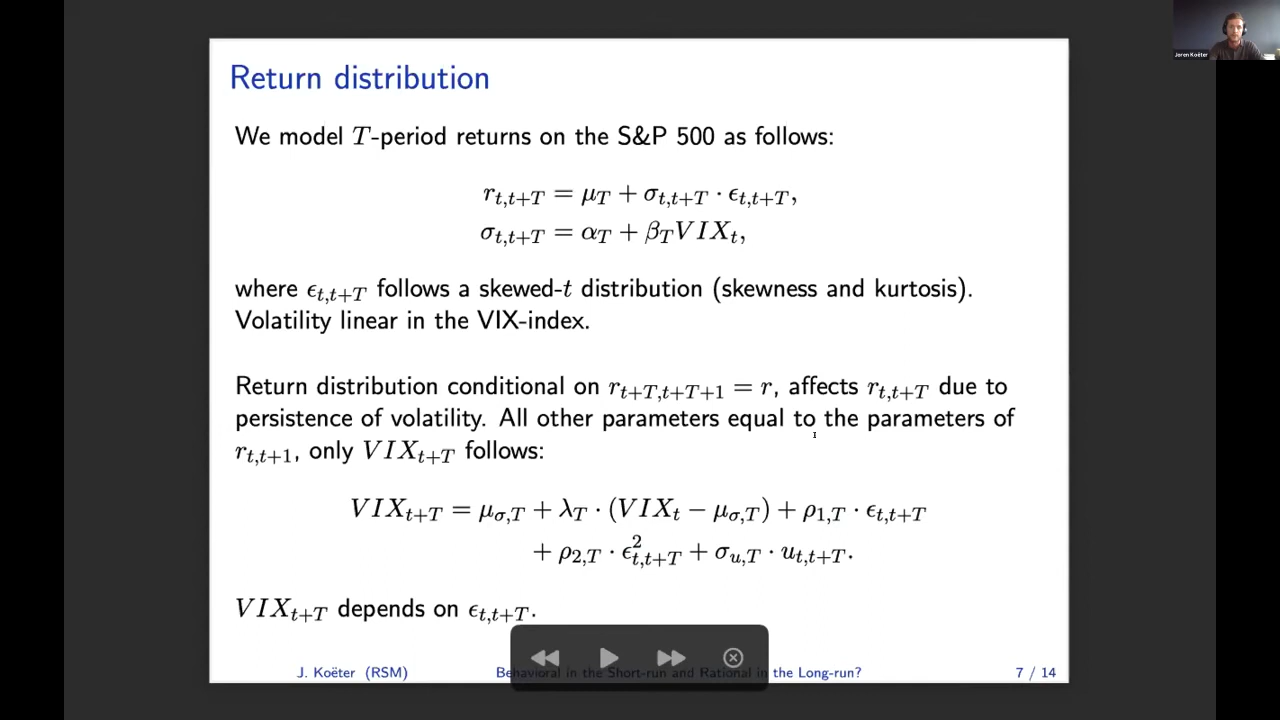 Joren Koëter
Return distribution
We model T-period returns on the S&P 500 as follows:
r_{t,t+T} = μ_T + σ_{t,t+T} · ϵ_{t,t+T},
σ_{t,t+T} = α_T + β_T VIX_t,
where ϵ_{t,t+T} follows a skewed-t distribution (skewness and kurtosis).
Volatility linear in the VIX-index.
Return distribution conditional on r_{t+T,t+T+1} = r, affects r_{t,t+T} due to
persistence of volatility. All other parameters equal to the parameters of
r_{t,t+1}, only VIX_{t+T} follows:
VIX_{t+T} = μ_{σ,T} + λ_T · (VIX_t − μ_{σ,T}) + ρ_{1,T} · ϵ_{t,t+T}
+ ρ_{2,T} · ϵ²_{t,t+T} + σ_{u,T} · u_{t,t+T}.
VIX_{t+T} depends on ϵ_{t,t+T}.
J. Koëter (RSM) Behavioral in the Short-run and Rational in the Long-run? 7 / 14